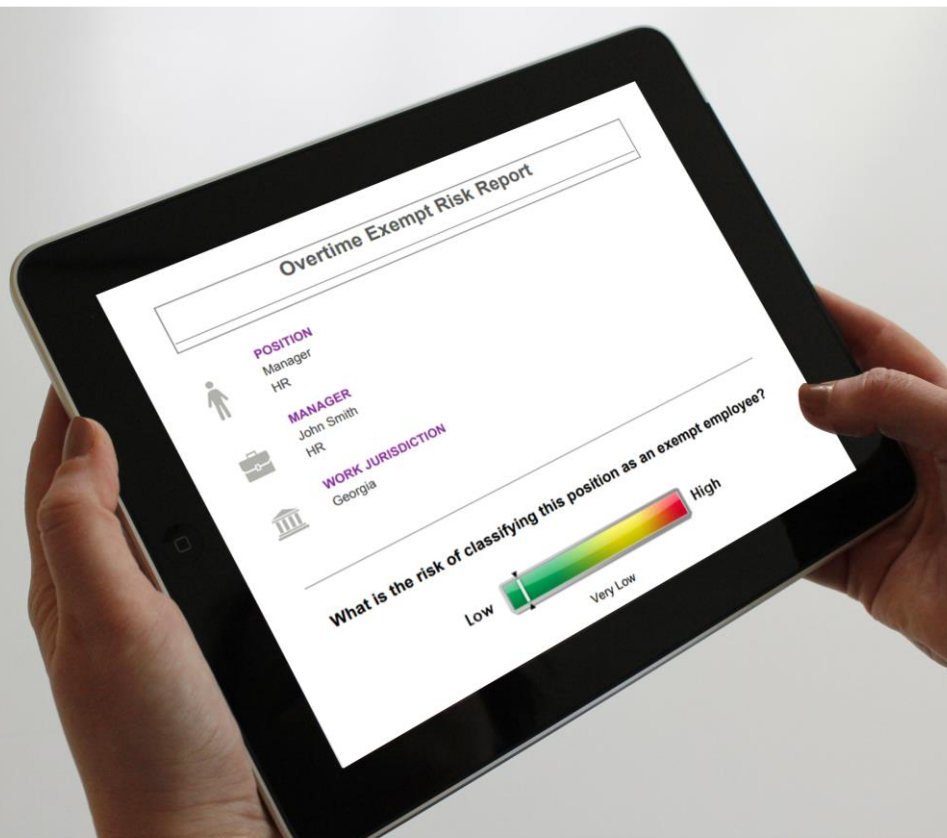 Overtime Exempt Risk Report
POSITION
Manager
HR
MANAGER
John Smith
HR
WORK JURISDICTION
Georgia
What is the risk of classifying this position as an exempt employee?
Low
High
Very Low